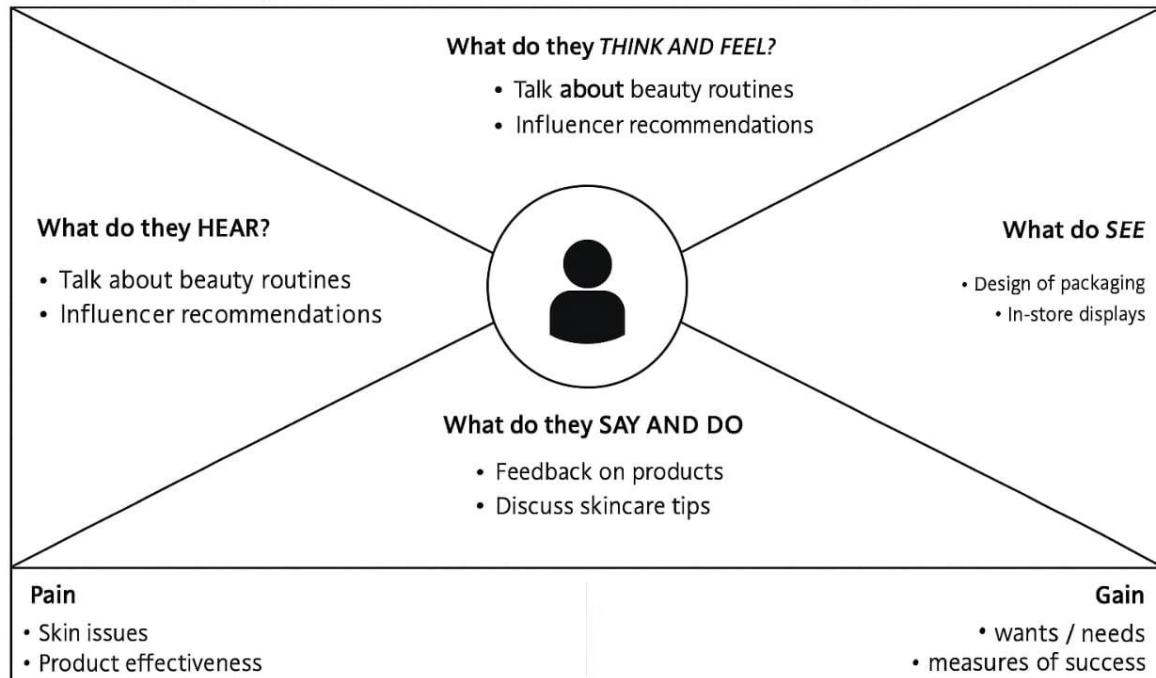 What do they THINK AND FEEL?
• Talk about beauty routines
• Influencer recommendations
What do they HEAR?
• Talk about beauty routines
• Influencer recommendations
What do SEE
• Design of packaging
• In-store displays
What do they SAY AND DO
• Feedback on products
• Discuss skincare tips
Pain
• Skin issues
• Product effectiveness
Gain
• wants / needs
• measures of success